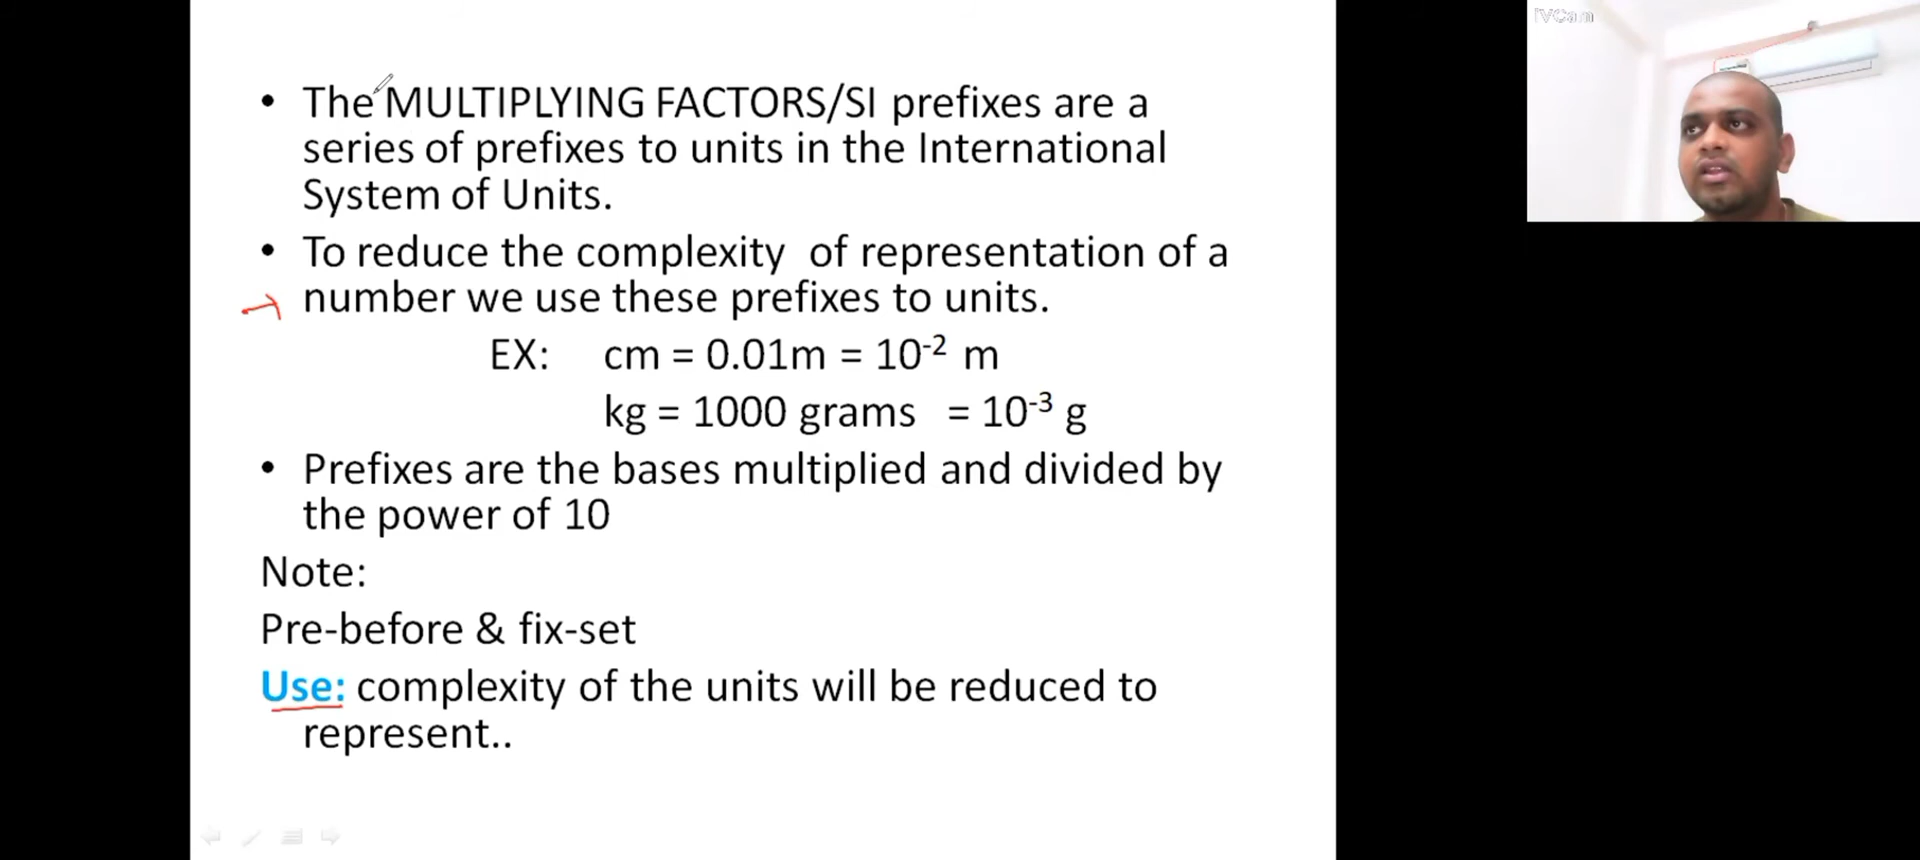 • The MULTIPLYING FACTORS/SI prefixes are a
series of prefixes to units in the International
System of Units.
• To reduce the complexity of representation of a
number we use these prefixes to units.
EX: cm = 0.01m = 10⁻² m
kg = 1000 grams = 10⁻³ g
• Prefixes are the bases multiplied and divided by
the power of 10
Note:
Pre-before & fix-set
Use: complexity of the units will be reduced to
represent..
iVCam